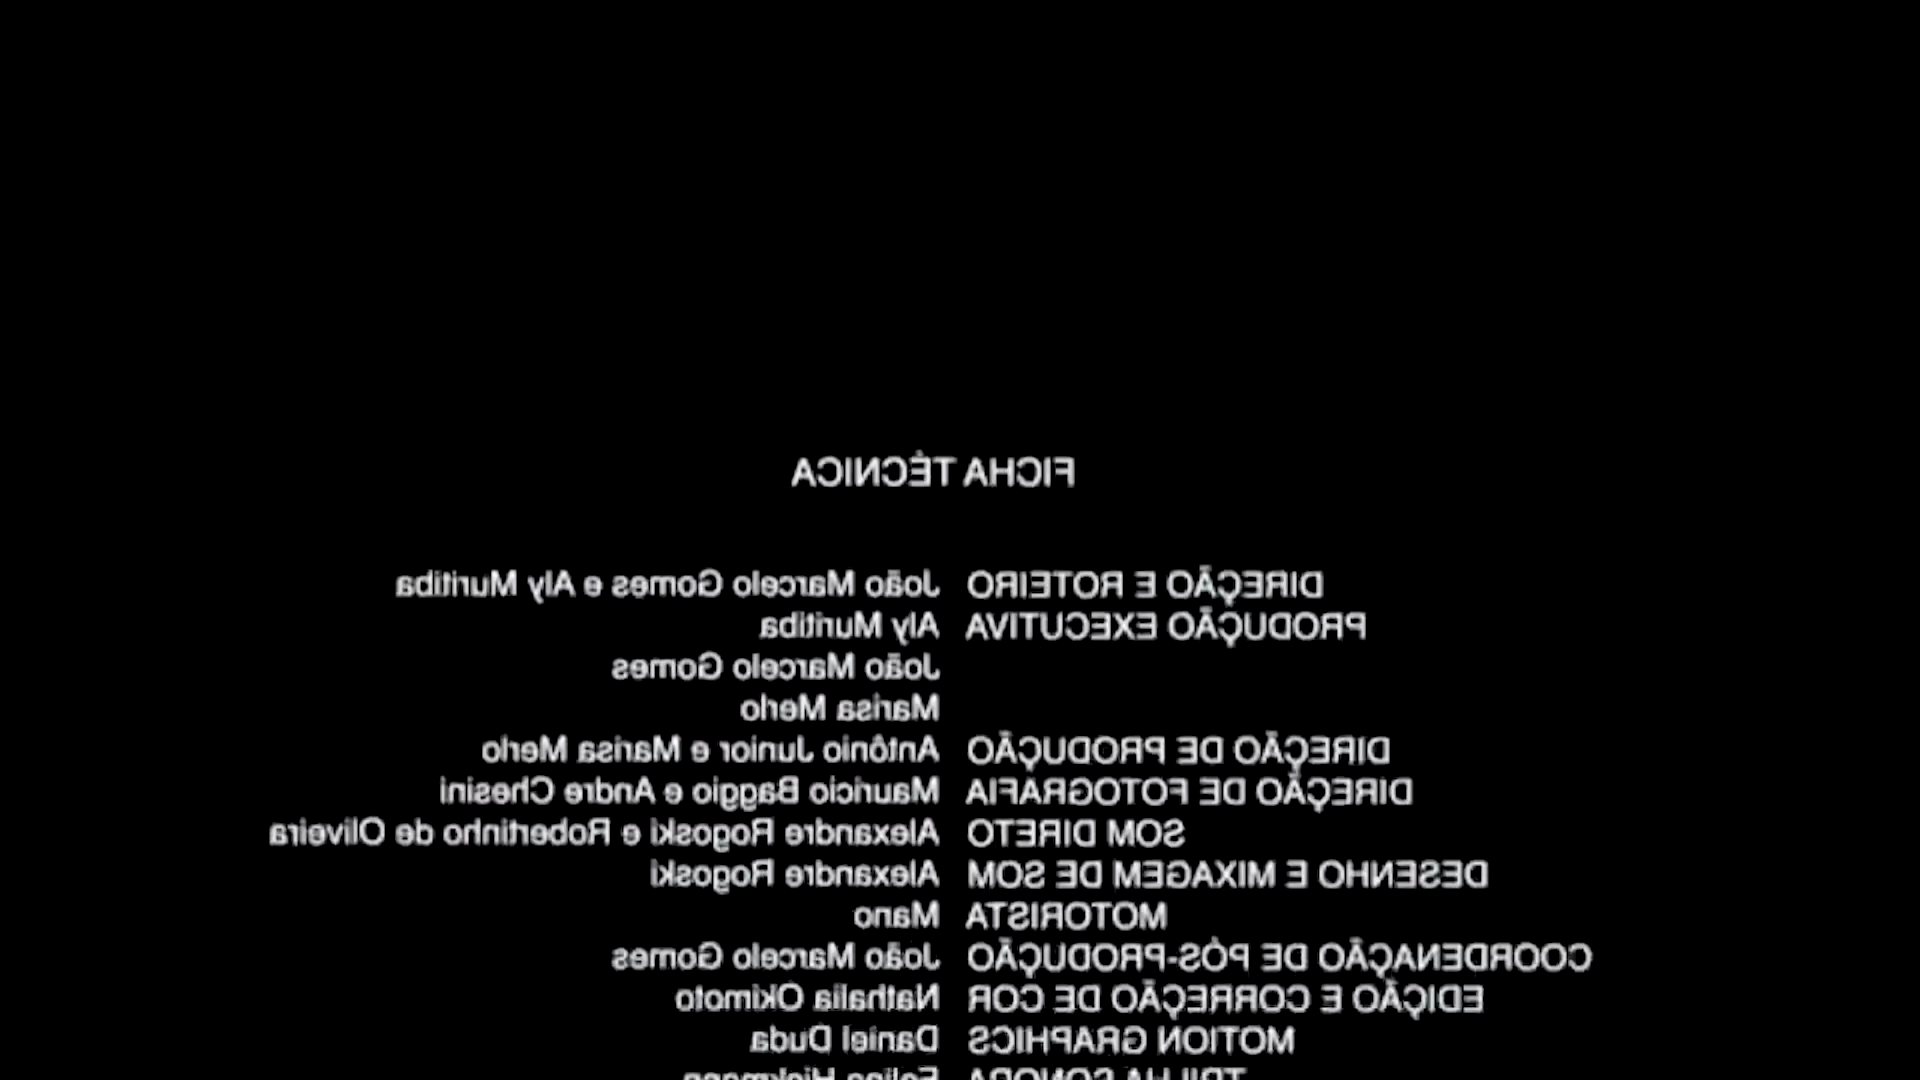 FICHA TÉCNICA
DIREÇÃO E ROTEIRO João Marcelo Gomes e Aly Muritiba
PRODUÇÃO EXECUTIVA Aly Muritiba
João Marcelo Gomes
Marisa Merlo
DIREÇÃO DE PRODUÇÃO Antônio Junior e Marisa Merlo
DIREÇÃO DE FOTOGRAFIA Mauricio Baggio e Andre Chesini
SOM DIRETO Alexandre Rogoski e Robertinho de Oliveira
DESENHO E MIXAGEM DE SOM Alexandre Rogoski
MOTORISTA Mano
COORDENAÇÃO DE PÓS-PRODUÇÃO João Marcelo Gomes
EDIÇÃO E CORREÇÃO DE COR Nathalia Okimoto
MOTION GRAPHICS Daniel Duda
TRILHA SONORA Felipe Hickmann